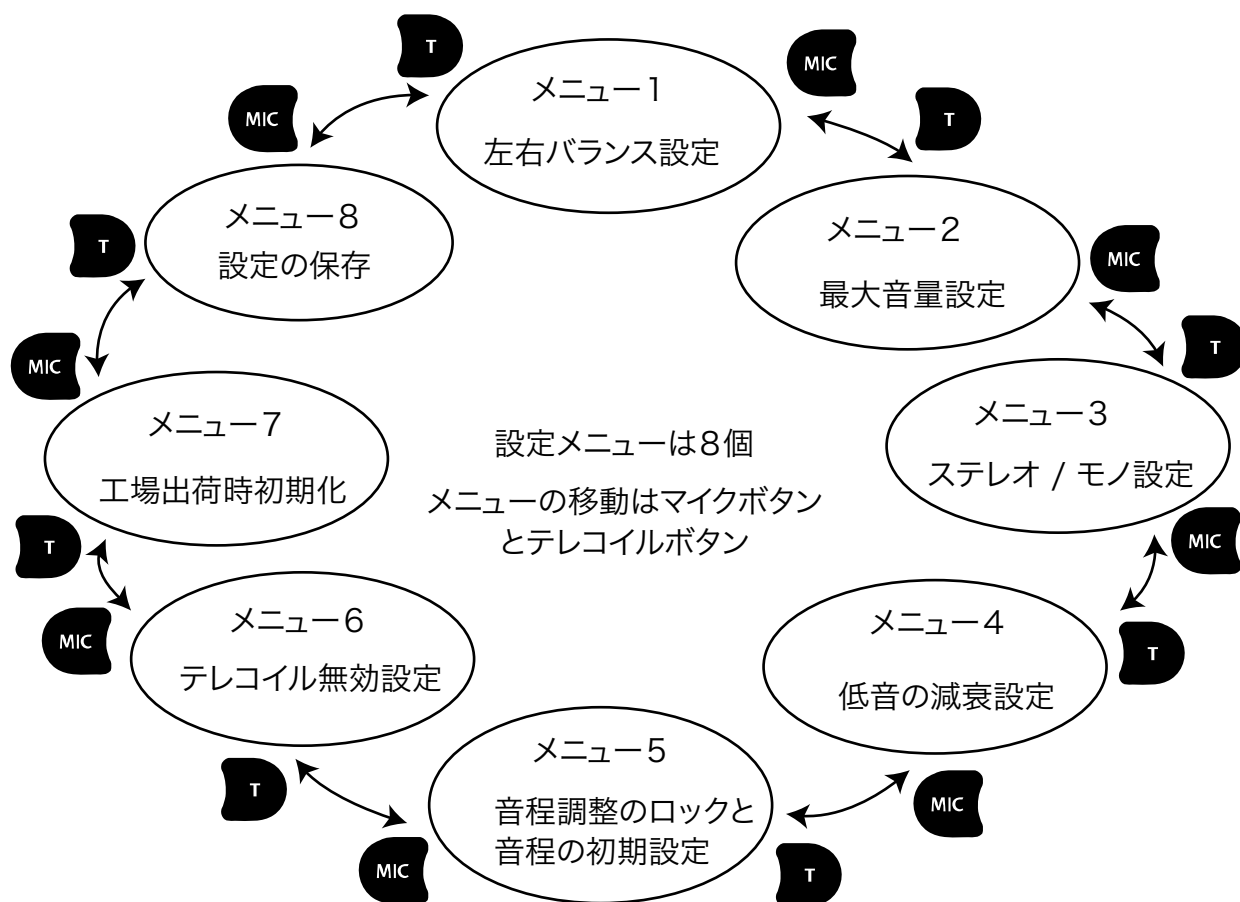 T
MIC
メニュー1
左右バランス設定
MIC
T
メニュー8
設定の保存
T
MIC
メニュー2
最大音量設定
MIC
T
メニュー7
工場出荷時初期化
設定メニューは8個
メニューの移動はマイクボタン
とテレコイルボタン
メニュー3
ステレオ / モノ設定
T
MIC
MIC
T
メニュー6
テレコイル無効設定
メニュー4
低音の減衰設定
T
MIC
メニュー5
音程調整のロックと
音程の初期設定
MIC
T